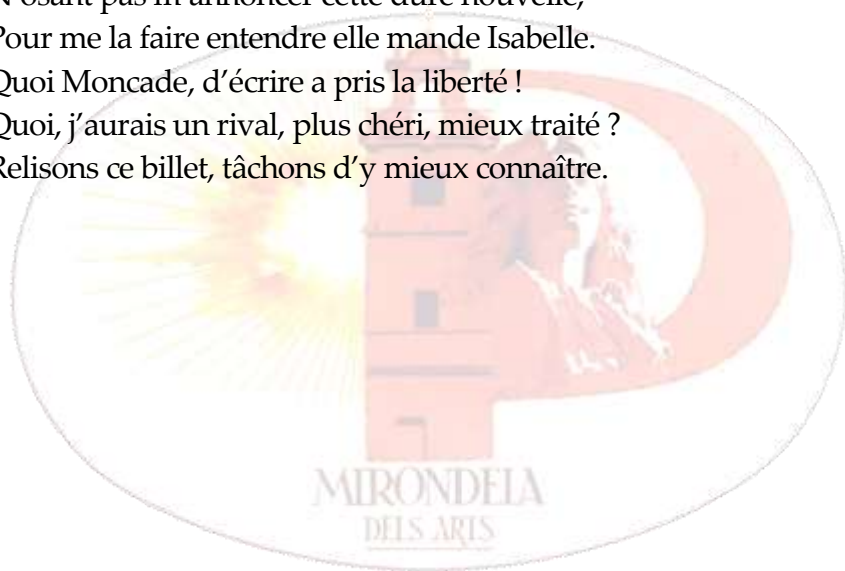 N'osant pas m'annoncer cette dure nouvelle,
Pour me la faire entendre elle mande Isabelle.
Quoi Moncade, d'écrire a pris la liberté !
Quoi, j'aurais un rival, plus chéri, mieux traité ?
Relisons ce billet, tâchons d'y mieux connaître.
MIRONDELA
DELS ARTS